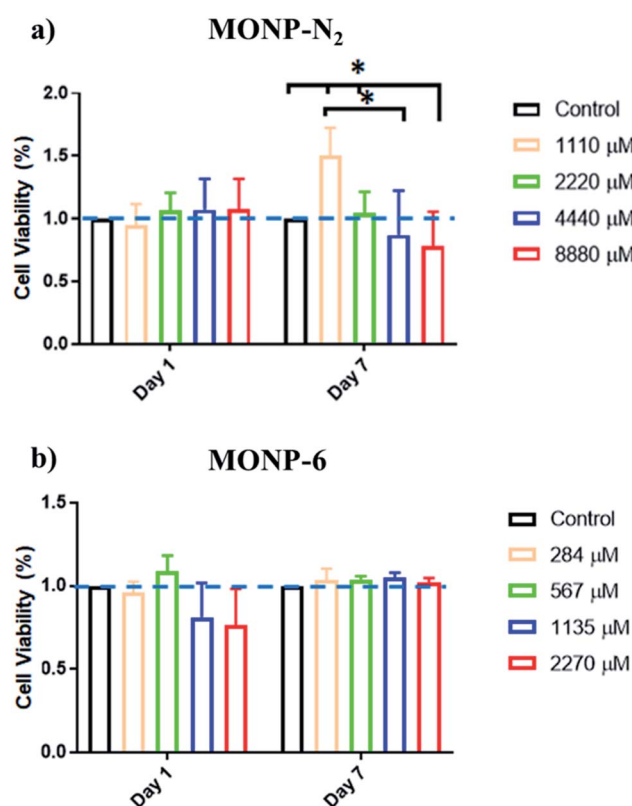 a)
MONP-N₂
*
*
Cell Viability (%)
2.0
1.5
1.0
0.5
0.0
Day 1
Day 7
Control
1110 μM
2220 μM
4440 μM
8880 μM
b)
MONP-6
Cell Viability (%)
1.5
1.0
0.5
0.0
Day 1
Day 7
Control
284 μM
567 μM
1135 μM
2270 μM